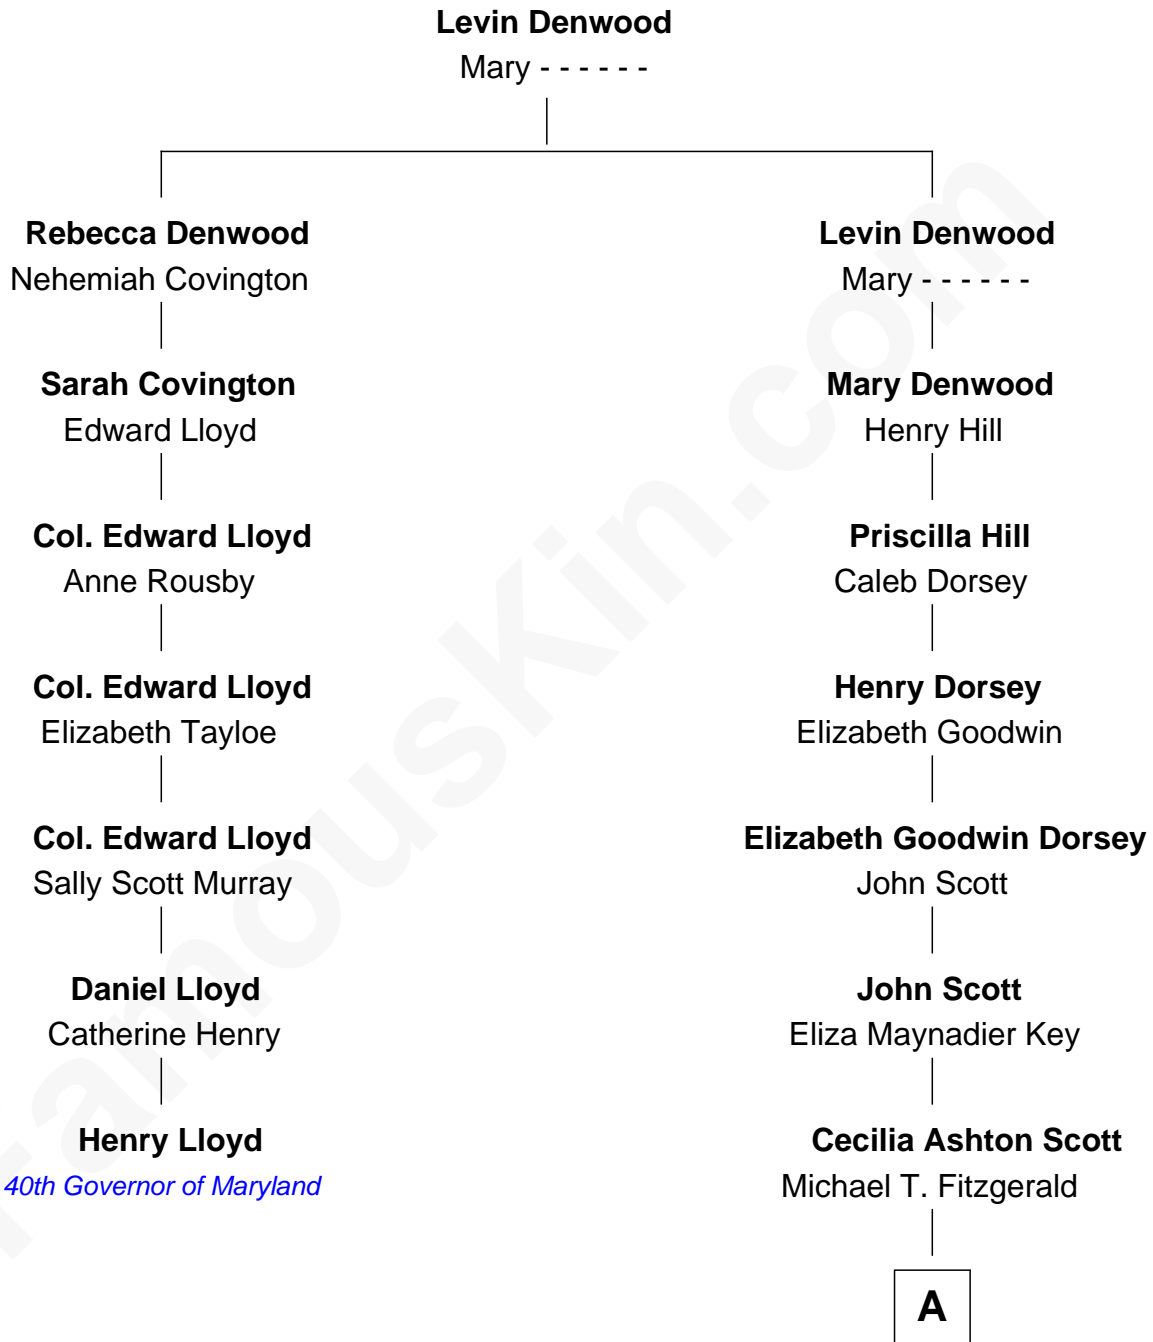 Levin Denwood
Mary - - - - - -
Rebecca Denwood
Nehemiah Covington
Levin Denwood
Mary - - - - - -
Sarah Covington
Edward Lloyd
Mary Denwood
Henry Hill
Col. Edward Lloyd
Anne Rousby
Priscilla Hill
Caleb Dorsey
Col. Edward Lloyd
Elizabeth Tayloe
Henry Dorsey
Elizabeth Goodwin
Col. Edward Lloyd
Sally Scott Murray
Elizabeth Goodwin Dorsey
John Scott
Daniel Lloyd
Catherine Henry
John Scott
Eliza Maynadier Key
Henry Lloyd
40th Governor of Maryland
Cecilia Ashton Scott
Michael T. Fitzgerald
A
FamousKin.com